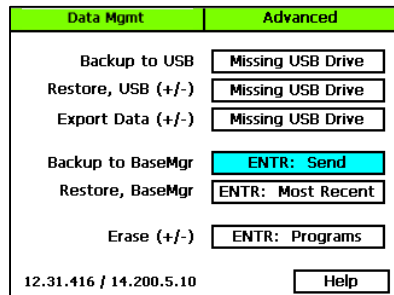 Data Mgmt Advanced
Backup to USB Missing USB Drive
Restore, USB (+/-) Missing USB Drive
Export Data (+/-) Missing USB Drive
Backup to BaseMgr ENTR: Send
Restore, BaseMgr ENTR: Most Recent
Erase (+/-) ENTR: Programs
12.31.416 / 14.200.5.10 Help